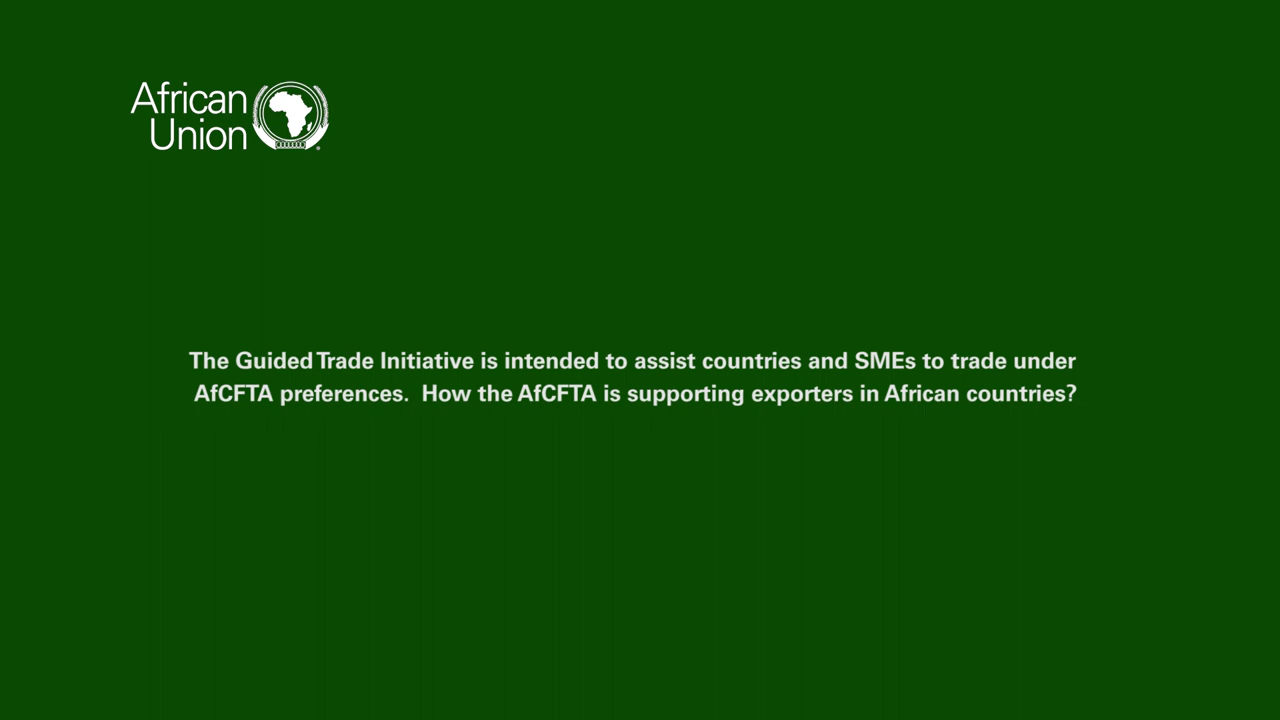 African
Union
The Guided Trade Initiative is intended to assist countries and SMEs to trade under
AfCFTA preferences. How the AfCFTA is supporting exporters in African countries?